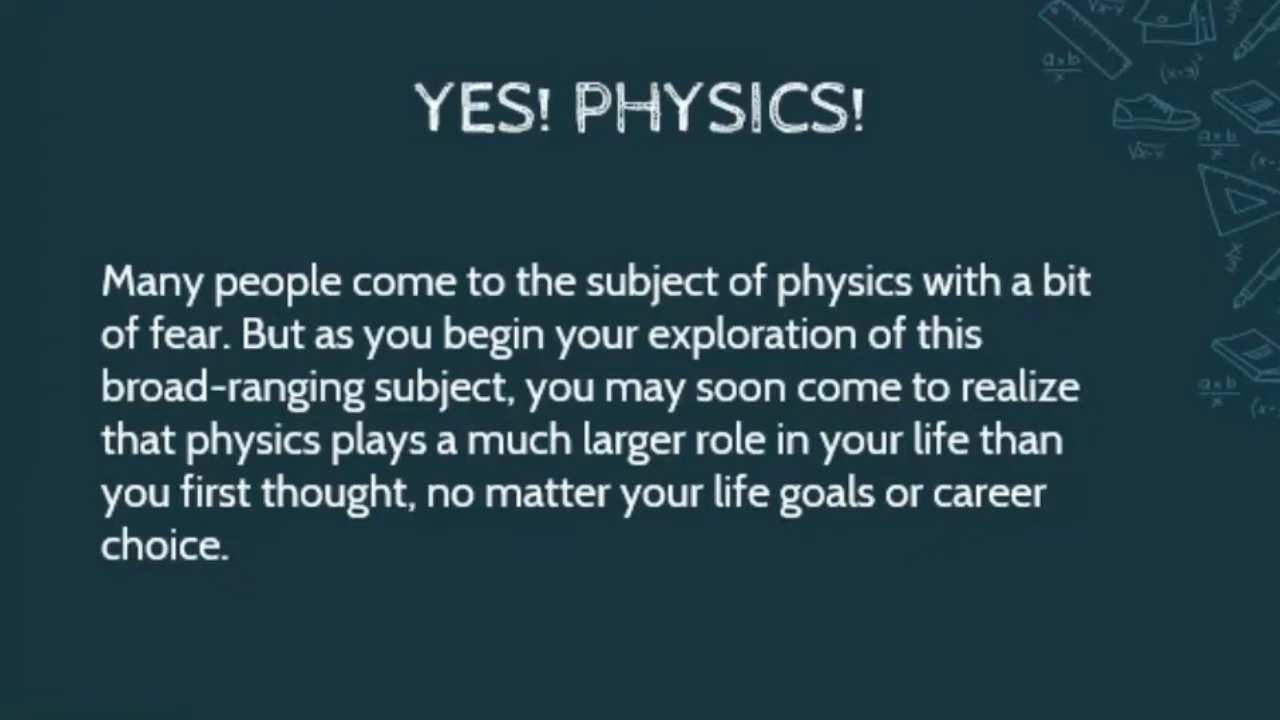 YES! PHYSICS!
Many people come to the subject of physics with a bit
of fear. But as you begin your exploration of this
broad-ranging subject, you may soon come to realize
that physics plays a much larger role in your life than
you first thought, no matter your life goals or career
choice.